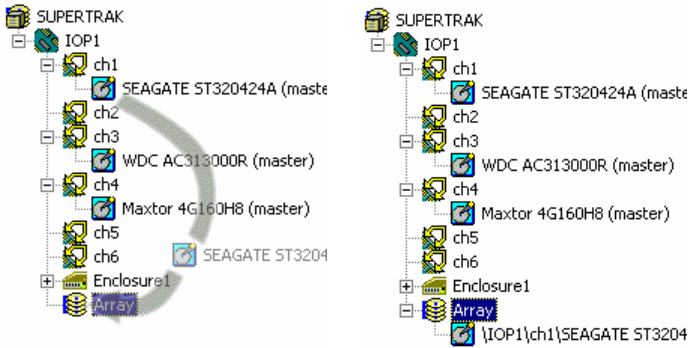 SUPERTRAK
IOP1
ch1
SEAGATE ST320424A (maste
ch2
ch3
WDC AC313000R (master)
ch4
Maxtor 4G160H8 (master)
ch5
SEAGATE ST3204
ch6
Enclosure1
Array
SUPERTRAK
IOP1
ch1
SEAGATE ST320424A (maste
ch2
ch3
WDC AC313000R (master)
ch4
Maxtor 4G160H8 (master)
ch5
ch6
Enclosure1
Array
\IOP1\ch1\SEAGATE ST3204